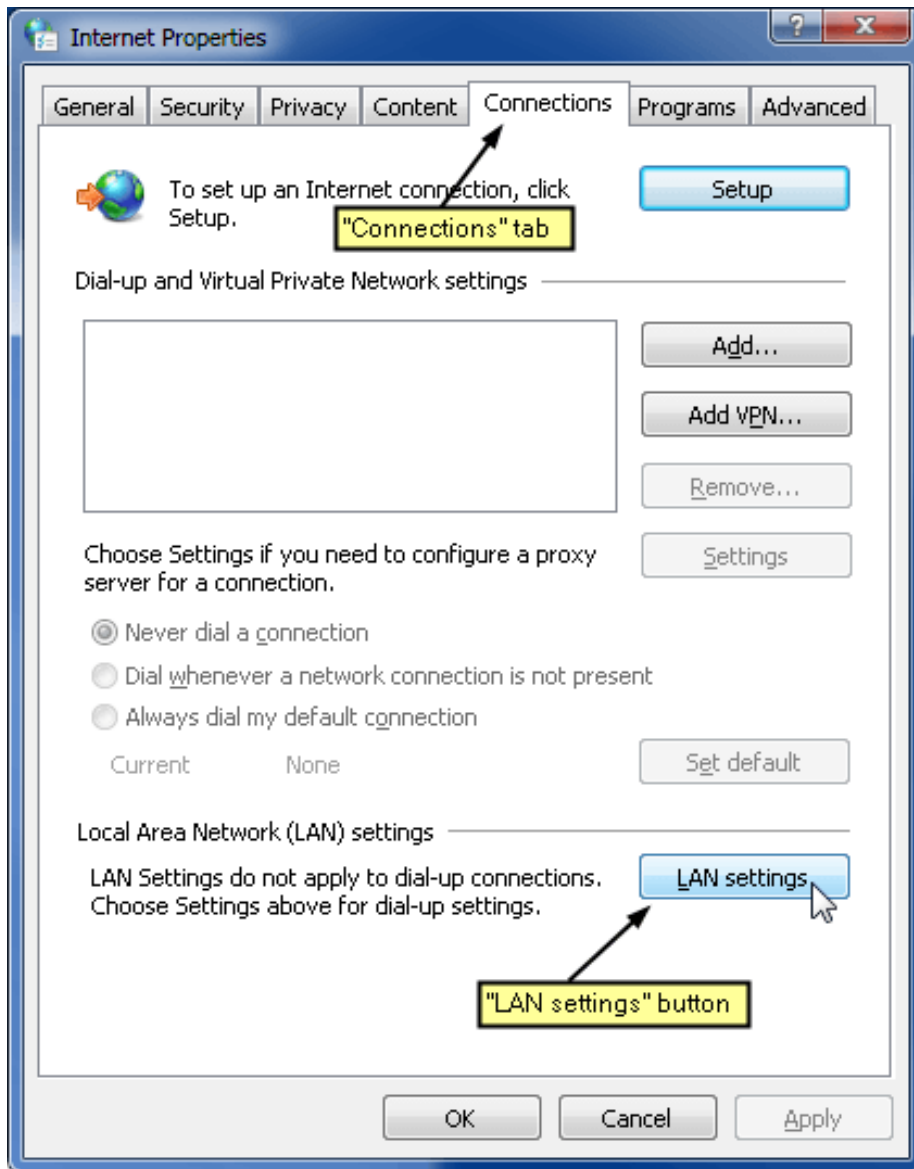 Internet Properties
General Security Privacy Content Connections Programs Advanced
To set up an Internet connection, click
Setup.
Setup
"Connections" tab
Dial-up and Virtual Private Network settings
Add...
Add VPN...
Remove...
Choose Settings if you need to configure a proxy
server for a connection.
Settings
Never dial a connection
Dial whenever a network connection is not present
Always dial my default connection
Current None
Set default
Local Area Network (LAN) settings
LAN Settings do not apply to dial-up connections.
Choose Settings above for dial-up settings.
LAN settings
"LAN settings" button
OK Cancel Apply